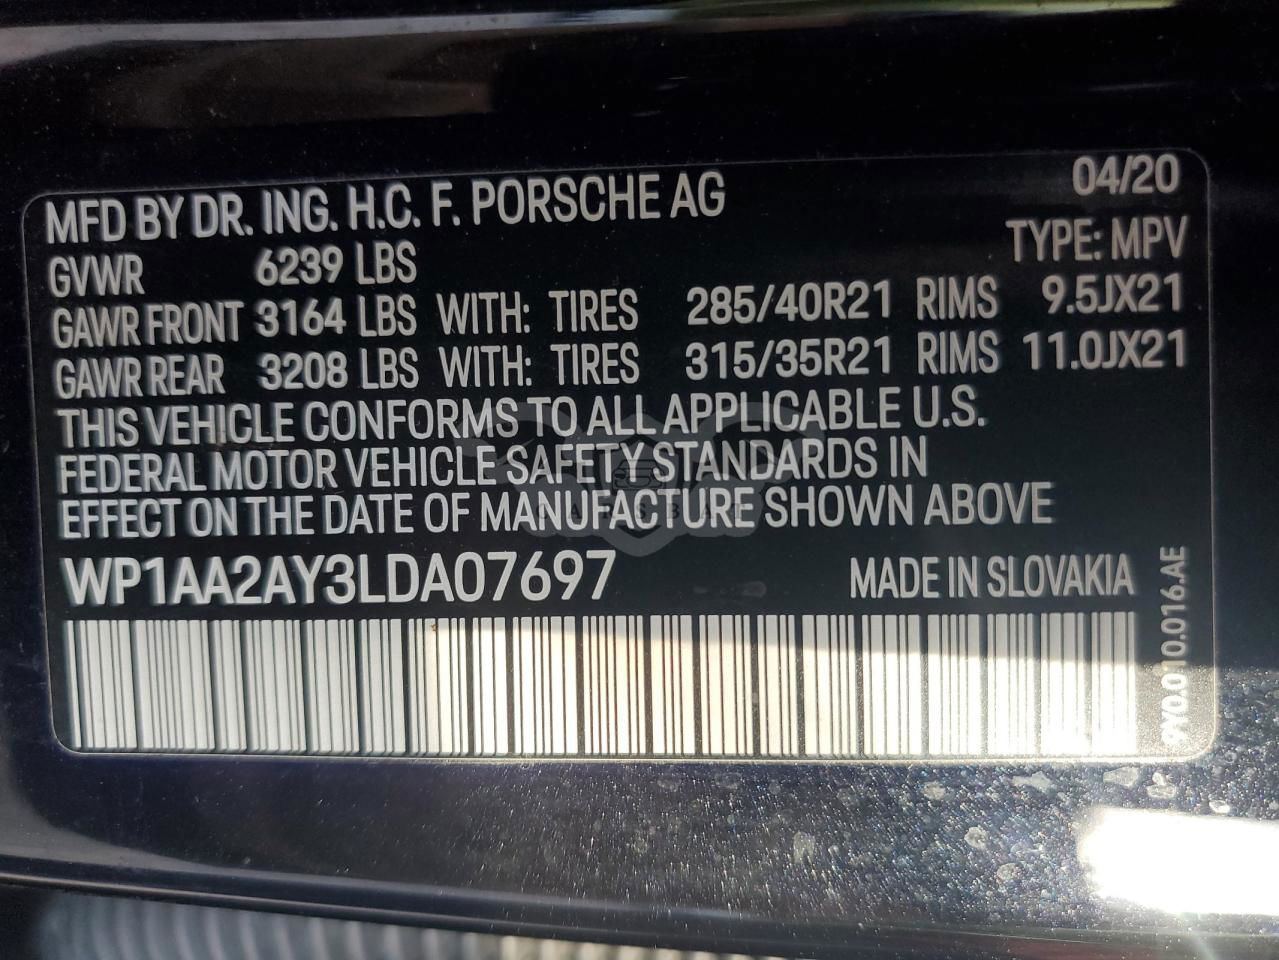 04/20
MFD BY DR. ING. H.C. F. PORSCHE AG
TYPE: MPV
GVWR 6239 LBS
GAWR FRONT 3164 LBS WITH: TIRES 285/40R21 RIMS 9.5JX21
GAWR REAR 3208 LBS WITH: TIRES 315/35R21 RIMS 11.0JX21
THIS VEHICLE CONFORMS TO ALL APPLICABLE U.S.
FEDERAL MOTOR VEHICLE SAFETY STANDARDS IN
EFFECT ON THE DATE OF MANUFACTURE SHOWN ABOVE
WP1AA2AY3LDA07697 MADE IN SLOVAKIA
9Y0.010.016.AE
CARSBAT